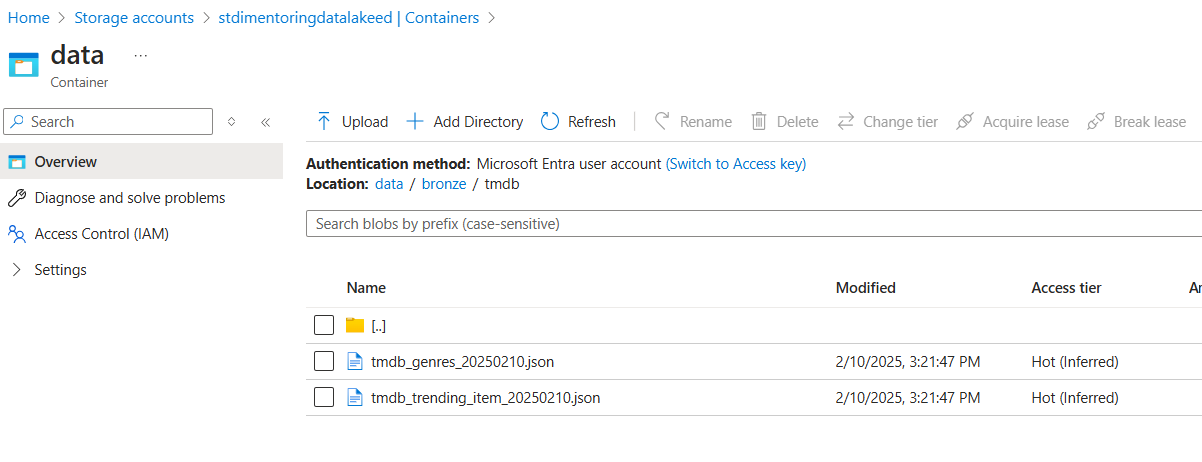 Home > Storage accounts > stdimentoringdatalakeed | Containers >
data ...
Container
Search
Upload Add Directory Refresh Rename Delete Change tier Acquire lease Break lease
Overview
Diagnose and solve problems
Access Control (IAM)
Settings
Authentication method: Microsoft Entra user account (Switch to Access key)
Location: data / bronze / tmdb
Search blobs by prefix (case-sensitive)
Name Modified Access tier Ar
[..]
tmdb_genres_20250210.json 2/10/2025, 3:21:47 PM Hot (Inferred)
tmdb_trending_item_20250210.json 2/10/2025, 3:21:47 PM Hot (Inferred)